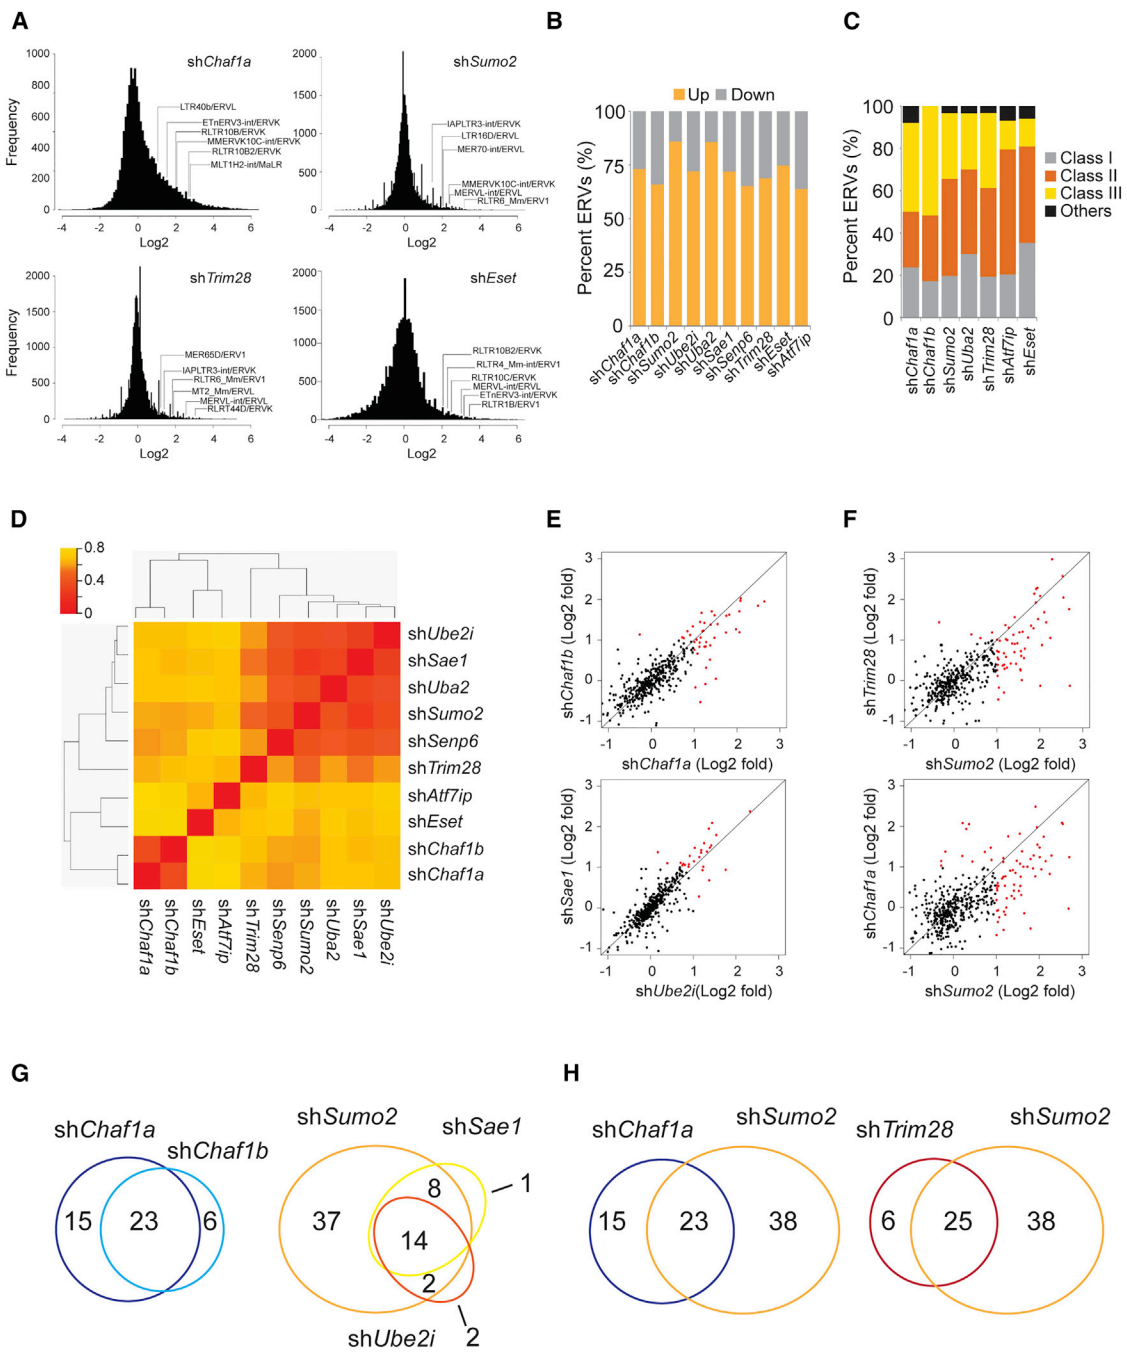 A
shChaf1a
Frequency
1000
800
600
400
200
0
LTR40b/ERVL
ETnERV3-int/ERVK
RLTR10B/ERVK
MMERVK10C-int/ERVK
RLTR10B2/ERVK
MLT1H2-int/MaLR
-4 -2 0 2 4 6
Log2
shSumo2
2000
1500
1000
500
0
IAPLTR3-int/ERVK
LTR16D/ERVL
MER70-int/ERVL
MMERVK10C-int/ERVK
MERVL-int/ERVL
RLTR6_Mm/ERV1
-4 -2 0 2 4 6
Log2
shTrim28
Frequency
2000
1500
1000
500
0
MER65D/ERV1
IAPLTR3-int/ERVK
RLTR6_Mm/ERV1
MT2_Mm/ERVL
MERVL-int/ERVL
RLRT44D/ERVK
-4 -2 0 2 4 6
Log2
shEset
2000
1500
1000
500
0
RLTR10B2/ERVK
RLTR4_Mm-int/ERV1
RLTR10C/ERVK
MERVL-int/ERVL
ETnERV3-int/ERVK
RLTR1B/ERV1
-4 -2 0 2 4 6
Log2
B
Up Down
Percent ERVs (%)
100
75
50
25
0
shChaf1a
shChaf1b
shSumo2
shUbe2i
shUba2
shSae1
shSenp6
shTrim28
shEset
shAtf7ip
C
Percent ERVs (%)
100
80
60
40
20
0
Class I
Class II
Class III
Others
shChaf1a
shChaf1b
shSumo2
shUba2
shTrim28
shAtf7ip
shEset
D
0.8
0.4
0
shUbe2i
shSae1
shUba2
shSumo2
shSenp6
shTrim28
shAtf7ip
shEset
shChaf1b
shChaf1a
shChaf1a
shChaf1b
shEset
shAtf7ip
shTrim28
shSenp6
shSumo2
shUba2
shSae1
shUbe2i
E
shChaf1b (Log2 fold)
3
2
1
0
-1
-1 0 1 2 3
shChaf1a (Log2 fold)
shSae1 (Log2 fold)
3
2
1
0
-1
-1 0 1 2 3
shUbe2i(Log2 fold)
F
shTrim28 (Log2 fold)
3
2
1
0
-1
-1 0 1 2 3
shSumo2 (Log2 fold)
shChaf1a (Log2 fold)
3
2
1
0
-1
-1 0 1 2 3
shSumo2 (Log2 fold)
G
shChaf1a
shChaf1b
15 23 6
shSumo2
shSae1
37
8
1
14
2
2
shUbe2i
H
shChaf1a
shSumo2
15 23 38
shTrim28
shSumo2
6 25 38